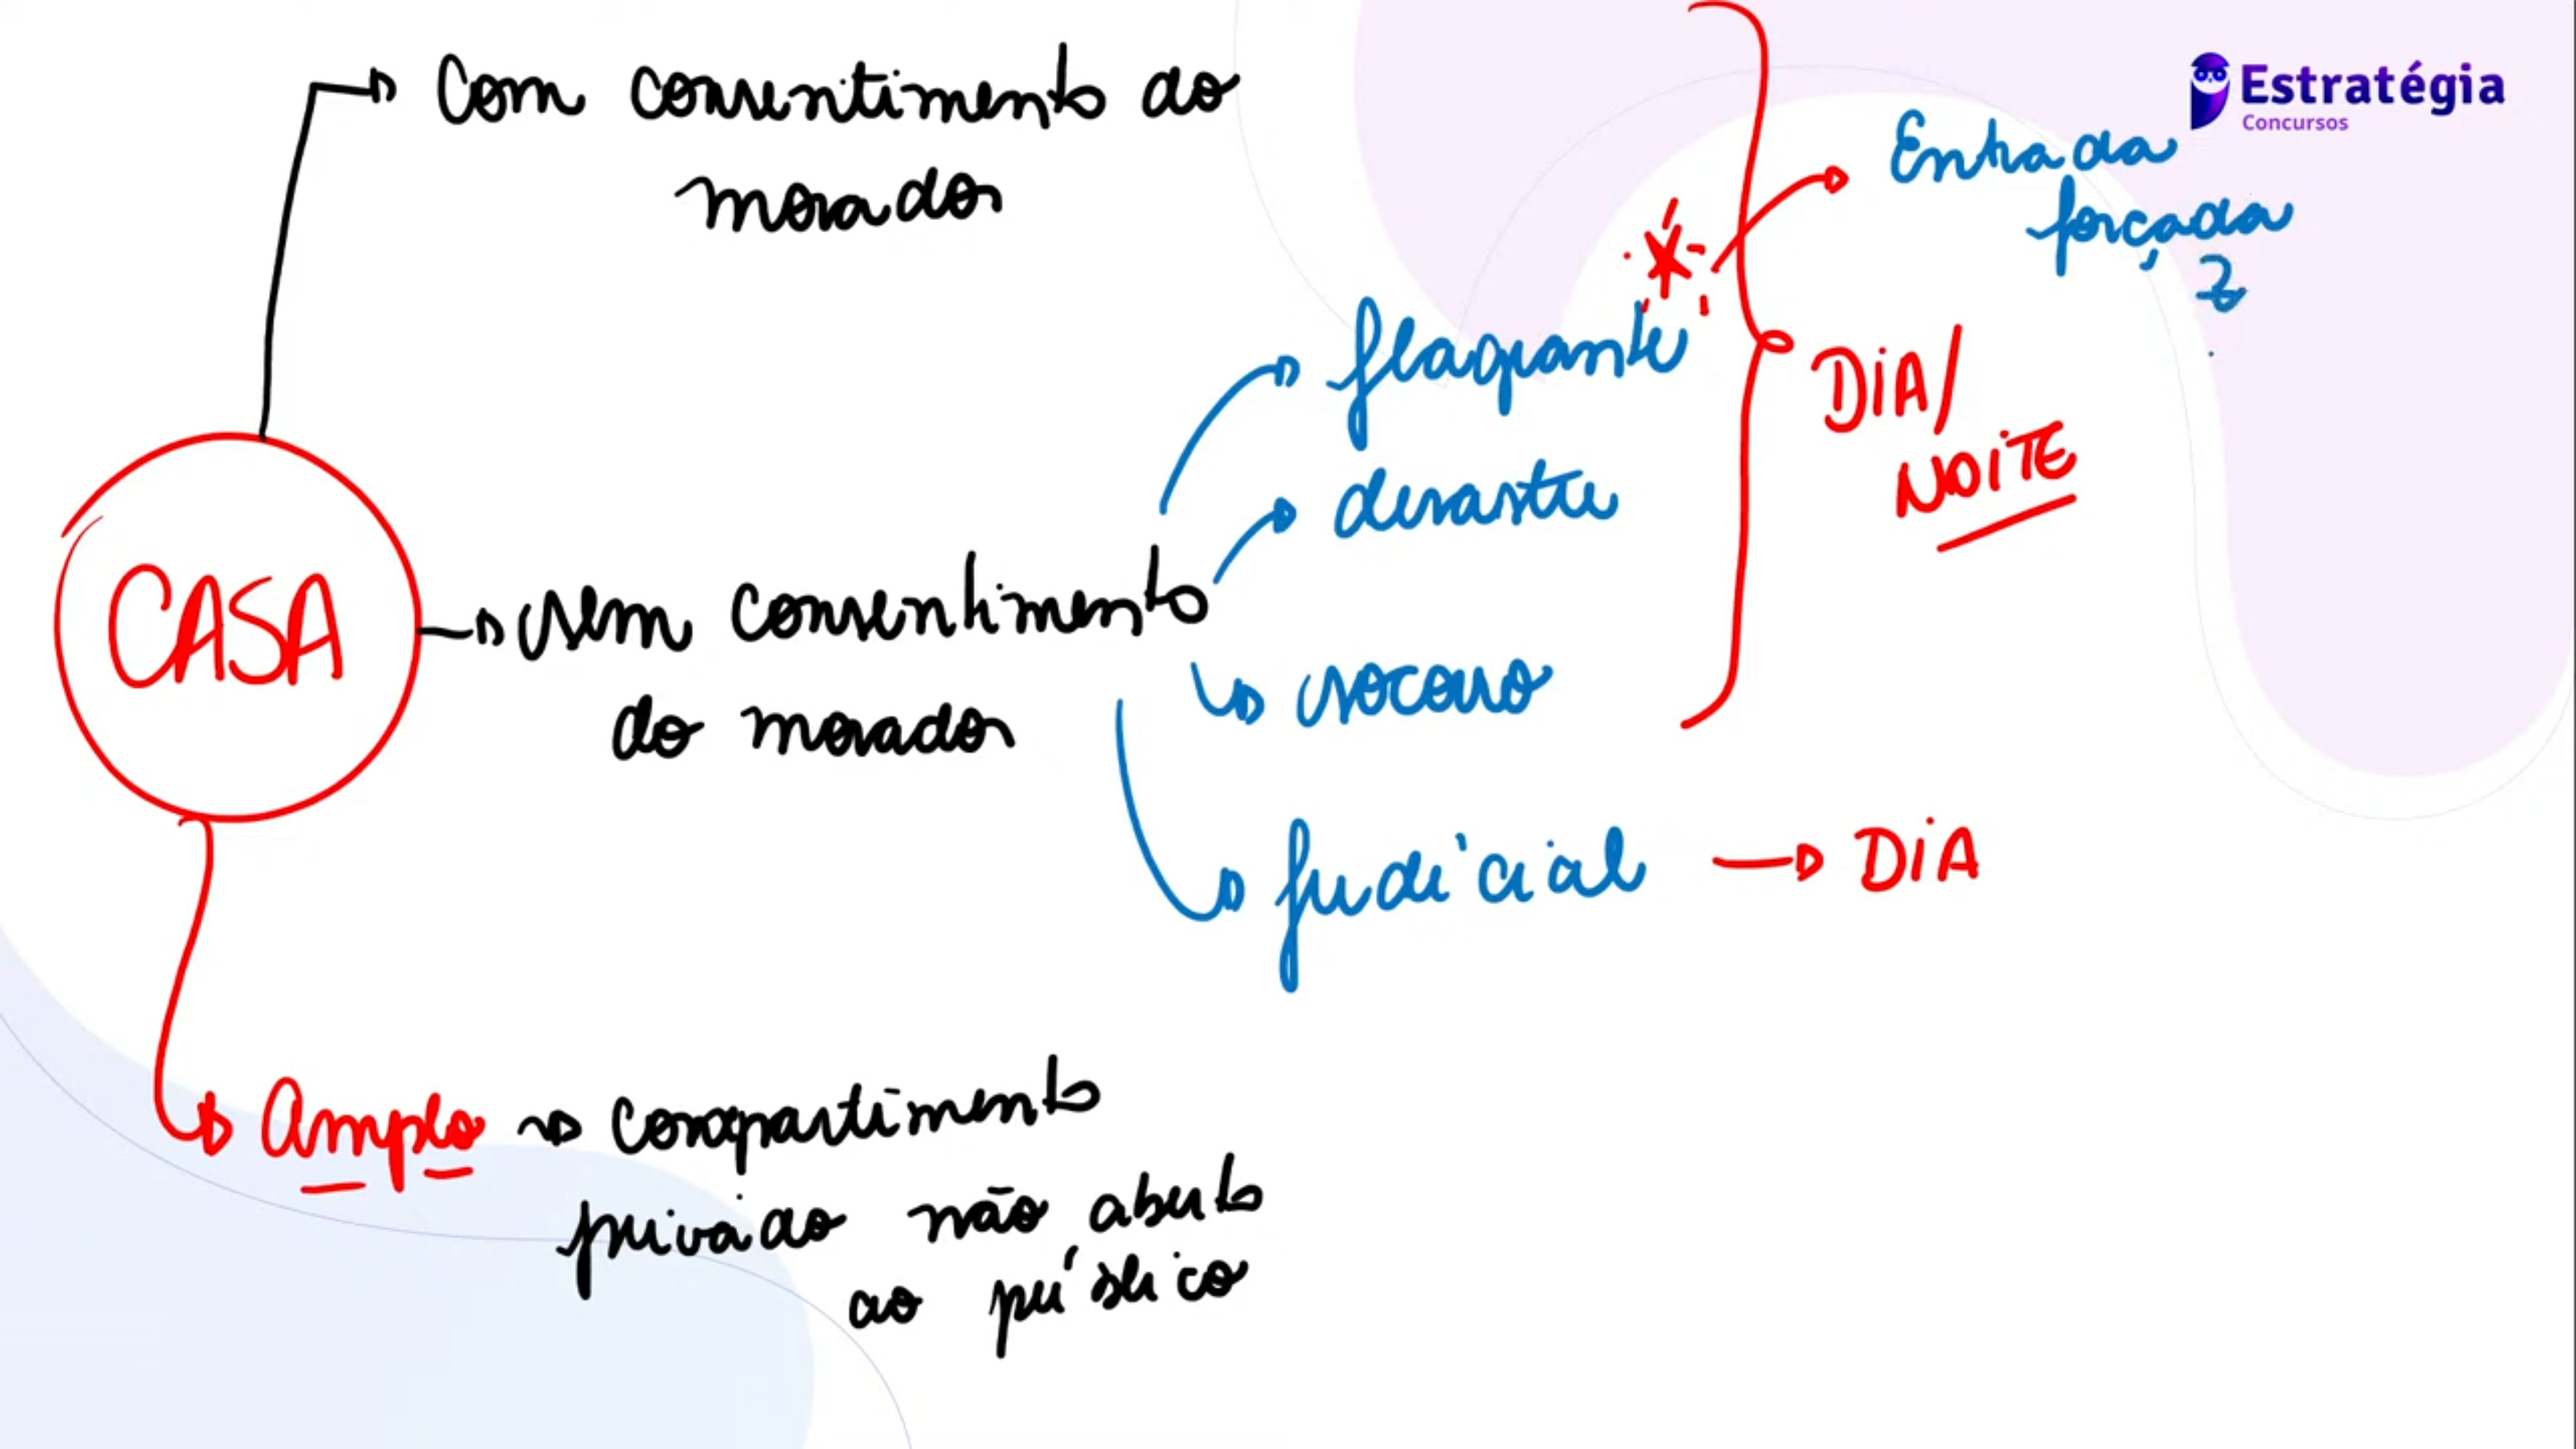 Com consentimento do
morador
Estratégia
Concursos
Entrada
forçada
flagrante
DIA/
NOITE
desastre
CASA
sem consentimento
do morador
socorro
Judicial → DIA
Amplo → compartimento
privado não aberto
ao público